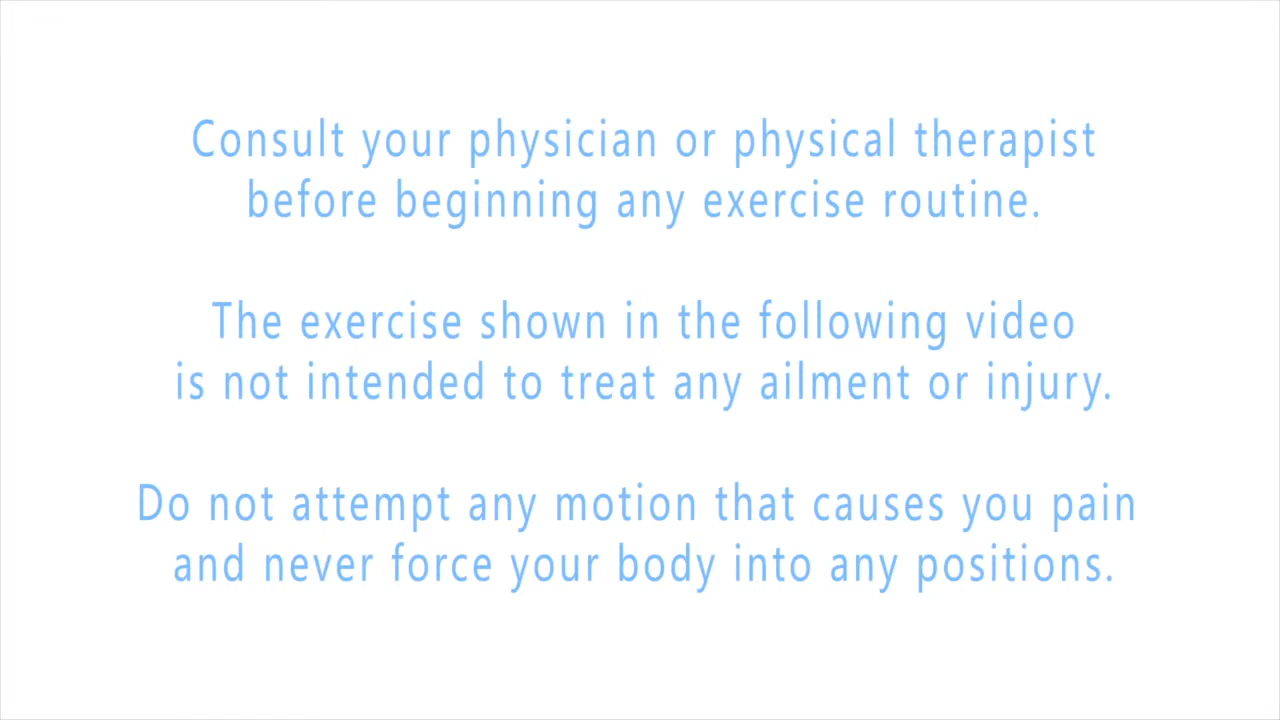 Consult your physician or physical therapist
before beginning any exercise routine.
The exercise shown in the following video
is not intended to treat any ailment or injury.
Do not attempt any motion that causes you pain
and never force your body into any positions.